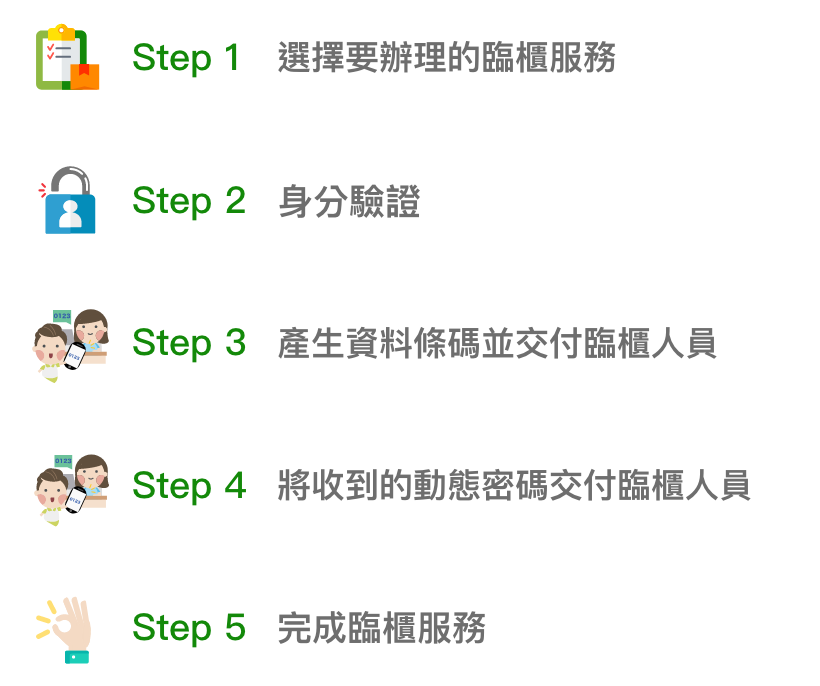 Step 1 選擇要辦理的臨櫃服務
Step 2 身分驗證
0123
0123
Step 3 產生資料條碼並交付臨櫃人員
0123
0123
Step 4 將收到的動態密碼交付臨櫃人員
Step 5 完成臨櫃服務